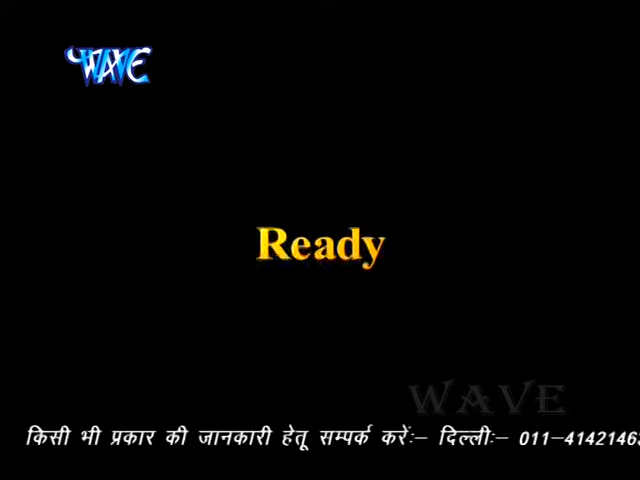 WAVE
Ready
WAVE
किसी भी प्रकार की जानकारी हेतू सम्पर्क करेंः– दिल्लीः– 011–4142146